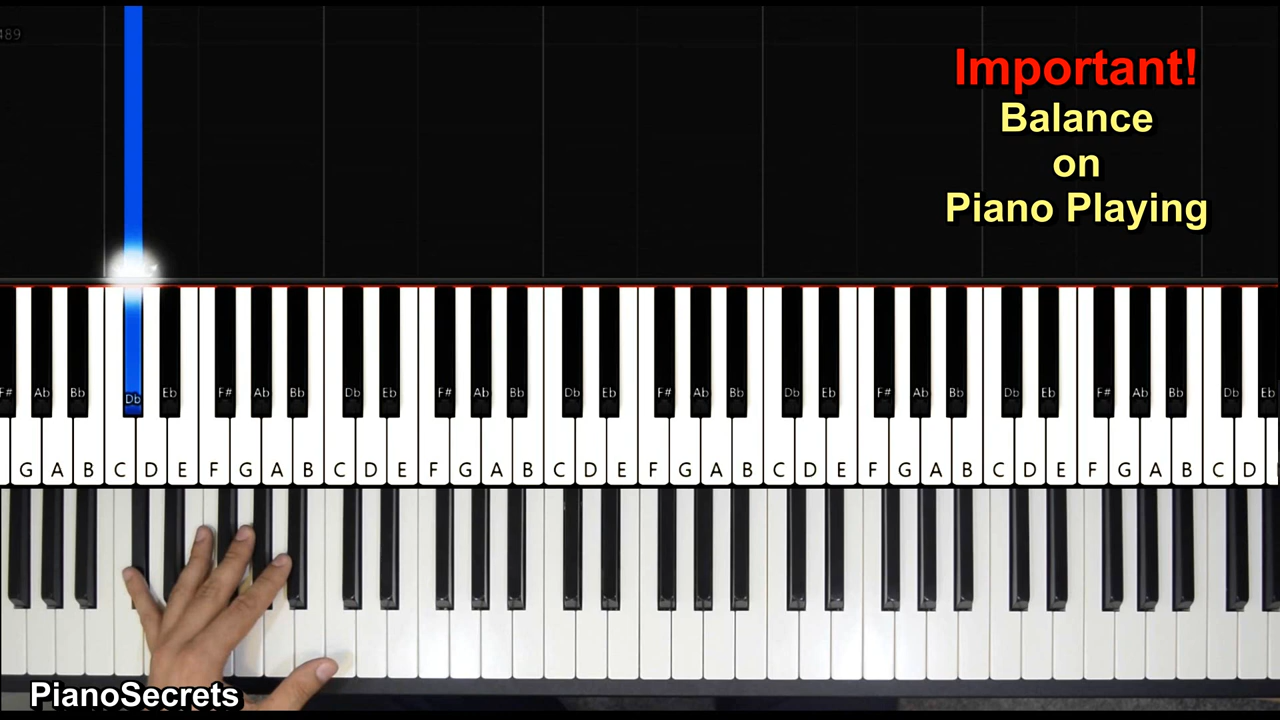 489
Important!
Balance
on
Piano Playing
F# Ab Bb Db Eb F# Ab Bb Db Eb F# Ab Bb Db Eb F# Ab Bb Db Eb F# Ab Bb Db Eb F# Ab Bb Db Eb
G A B C D E F G A B C D E F G A B C D E F G A B C D E F G A B C D E F G A B C D
PianoSecrets